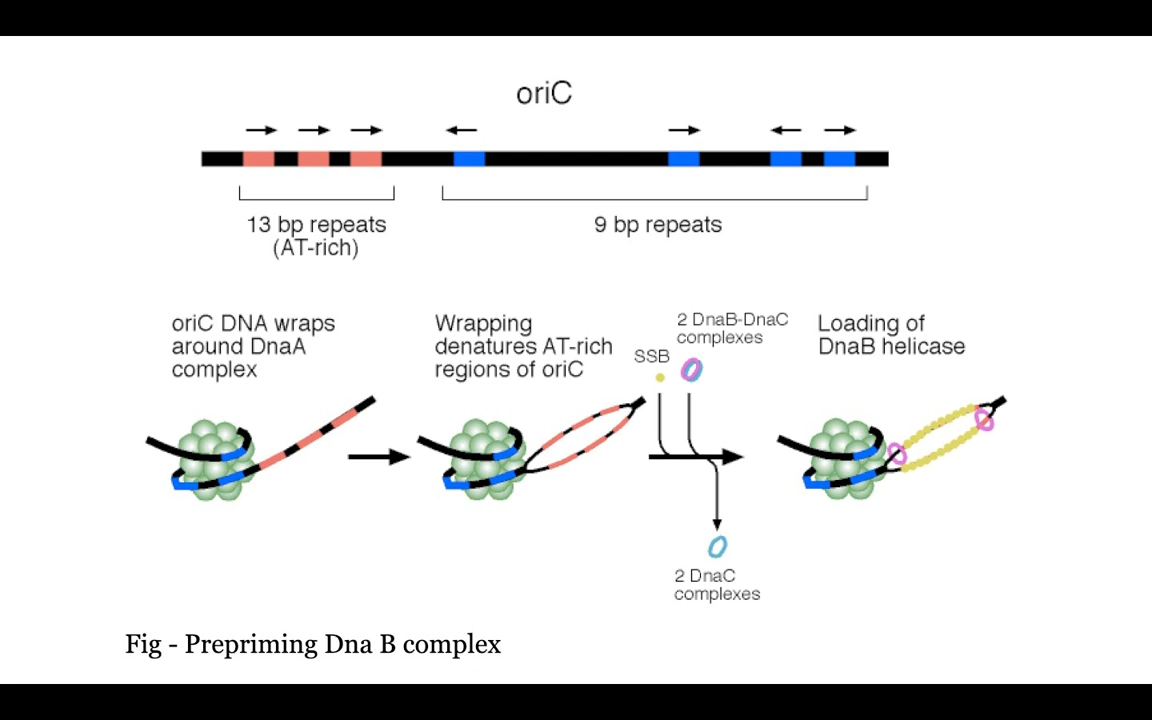 oriC
13 bp repeats
(AT-rich)
9 bp repeats
oriC DNA wraps
around DnaA
complex
Wrapping
denatures AT-rich
regions of oriC
SSB
2 DnaB-DnaC
complexes
Loading of
DnaB helicase
2 DnaC
complexes
Fig - Prepriming Dna B complex